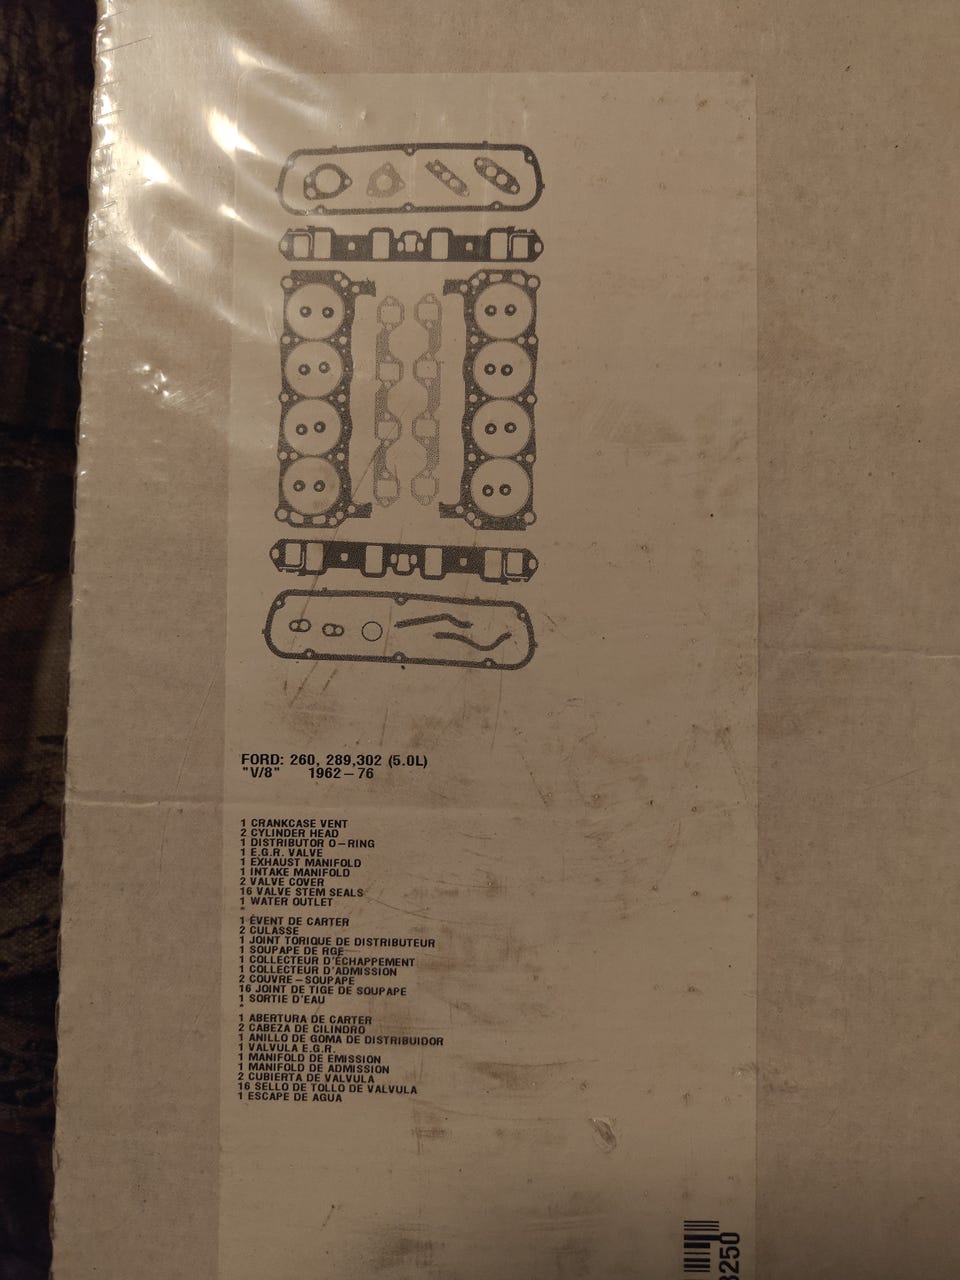 FORD: 260, 289,302 (5.0L)
"V/8" 1962–76
1 CRANKCASE VENT
2 CYLINDER HEAD
1 DISTRIBUTOR O–RING
1 E.G.R. VALVE
1 EXHAUST MANIFOLD
1 INTAKE MANIFOLD
2 VALVE COVER
16 VALVE STEM SEALS
1 WATER OUTLET
*
1 ÉVENT DE CARTER
2 CULASSE
1 JOINT TORIQUE DE DISTRIBUTEUR
1 SOUPAPE DE RGE
1 COLLECTEUR D'ÉCHAPPEMENT
1 COLLECTEUR D'ADMISSION
2 COUVRE–SOUPAPE
16 JOINT DE TIGE DE SOUPAPE
1 SORTIE D'EAU
*
1 ABERTURA DE CARTER
2 CABEZA DE CILINDRO
1 ANILLO DE GOMA DE DISTRIBUIDOR
1 VALVULA E.G.R.
1 MANIFOLD DE EMISSION
1 MANIFOLD DE ADMISSION
2 CUBIERTA DE VALVULA
16 SELLO DE TOLLO DE VALVULA
1 ESCAPE DE AGUA
250